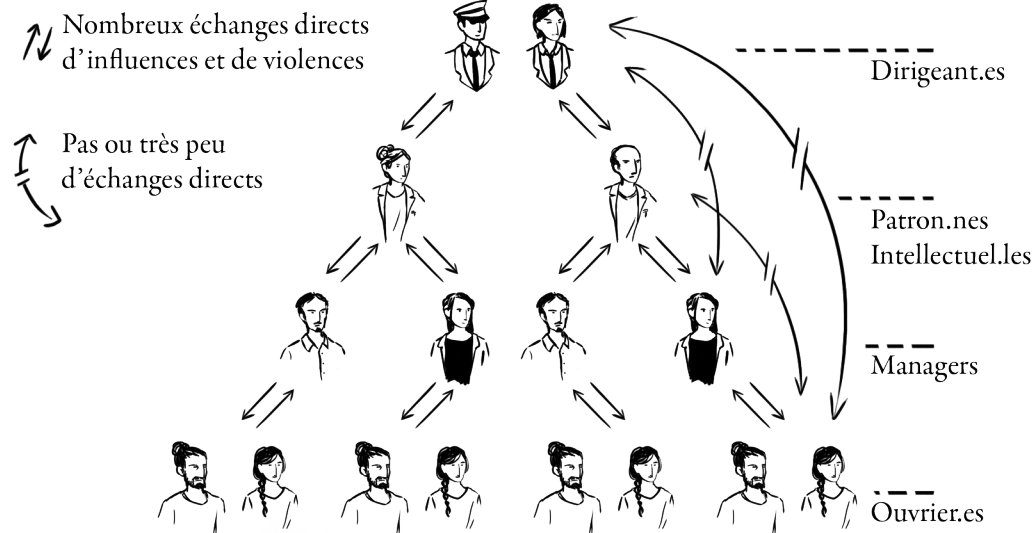 Nombreux échanges directs
d'influences et de violences
Pas ou très peu
d'échanges directs
Dirigeant.es
Patron.nes
Intellectuel.les
Managers
Ouvrier.es